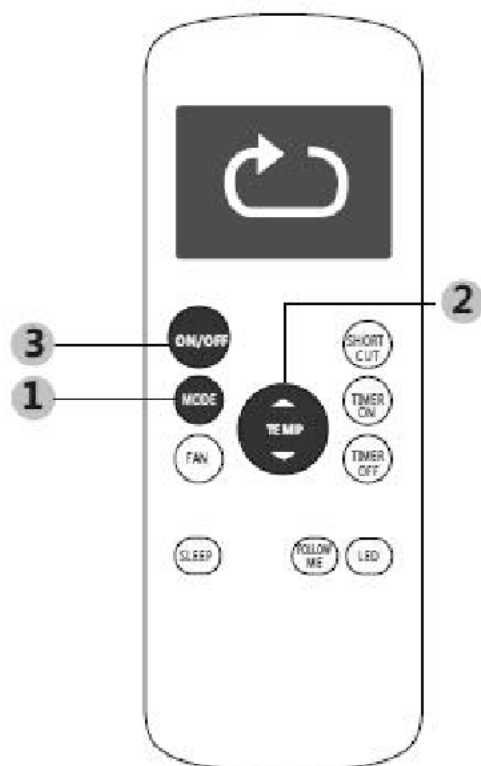 2
ON/OFF
3
SHORT
CUT
1
MODE
TEMP
TIMER
ON
FAN
TIMER
OFF
SLEEP
FOLLOW
ME
LED